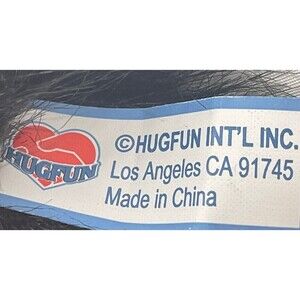 HUGFUN
©HUGFUN INT'L INC.
Los Angeles CA 91745
Made in China